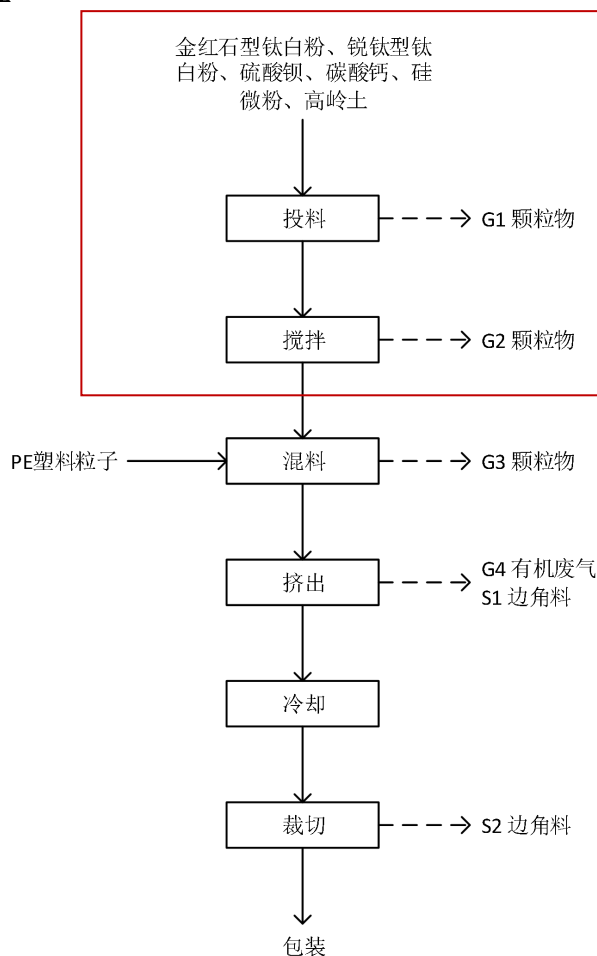 金红石型钛白粉、锐钛型钛
白粉、硫酸钡、碳酸钙、硅
微粉、高岭土
投料
G1 颗粒物
搅拌
G2 颗粒物
PE塑料粒子
混料
G3 颗粒物
挤出
G4 有机废气
S1 边角料
冷却
裁切
S2 边角料
包装